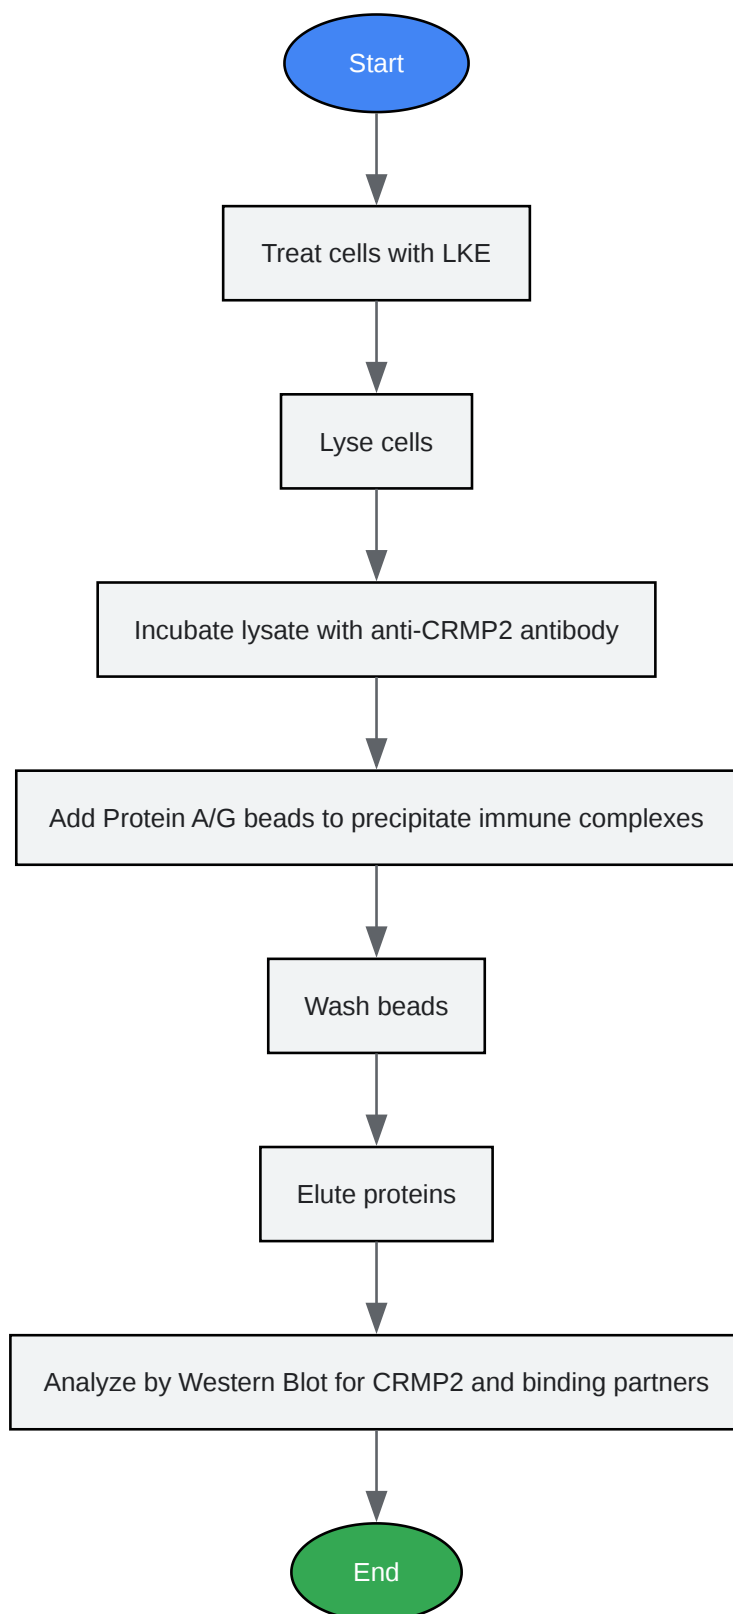 Start
Treat cells with LKE
Lyse cells
Incubate lysate with anti-CRMP2 antibody
Add Protein A/G beads to precipitate immune complexes
Wash beads
Elute proteins
Analyze by Western Blot for CRMP2 and binding partners
End